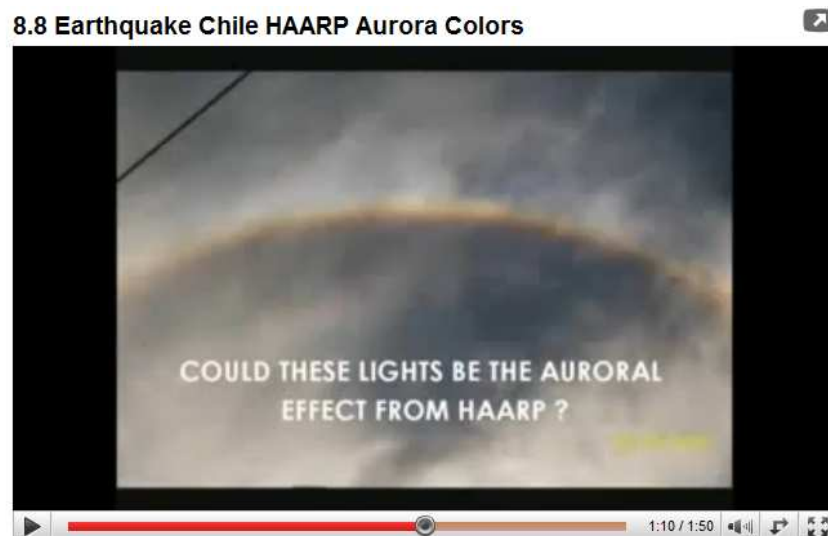 8.8 Earthquake Chile HAARP Aurora Colors
COULD THESE LIGHTS BE THE AURORAL
EFFECT FROM HAARP ?
1:10 / 1:50